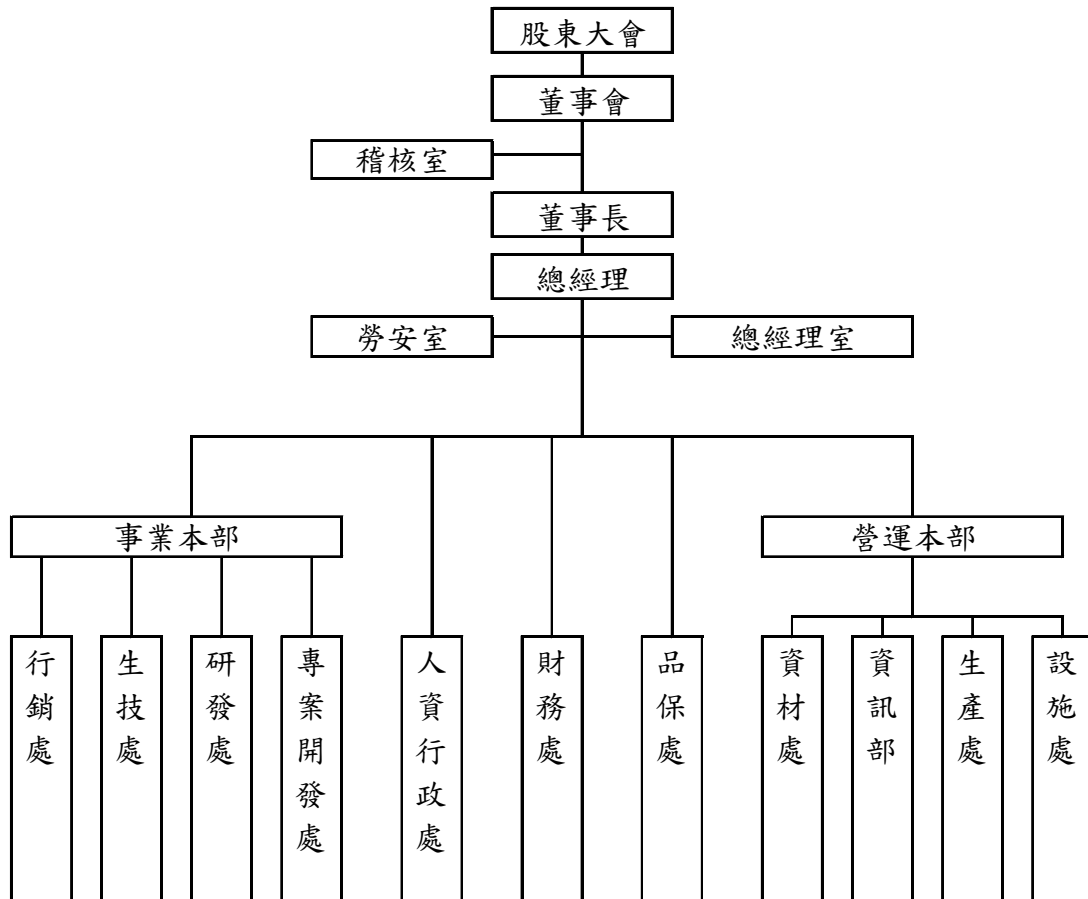 股東大會
董事會
稽核室
董事長
總經理
勞安室
總經理室
事業本部
營運本部
行銷處
生技處
研發處
專案開發處
人資行政處
財務處
品保處
資材處
資訊部
生產處
設施處